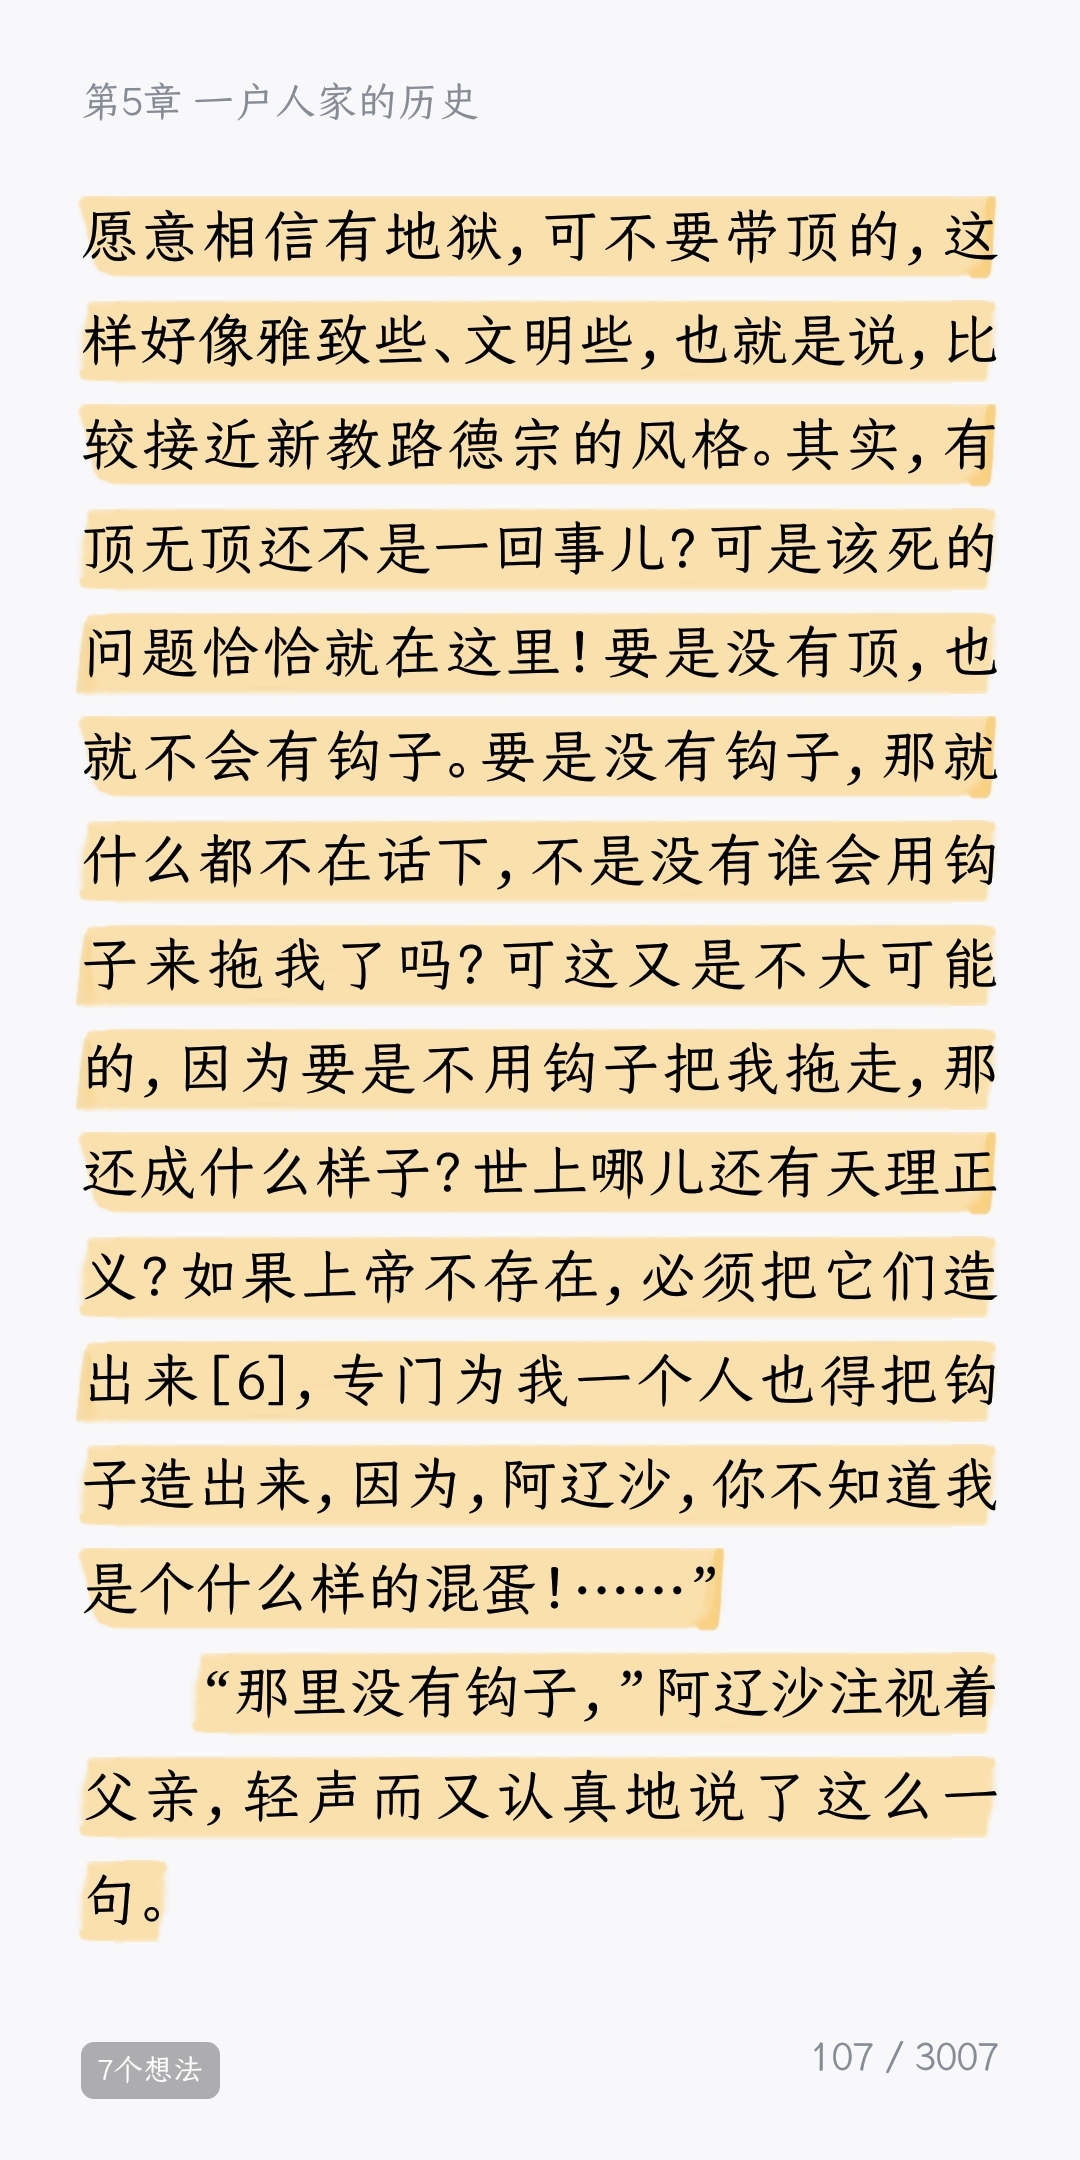 第5章 一户人家的历史
愿意相信有地狱，可不要带顶的，这
样好像雅致些、文明些，也就是说，比
较接近新教路德宗的风格。其实，有
顶无顶还不是一回事儿？可是该死的
问题恰恰就在这里！要是没有顶，也
就不会有钩子。要是没有钩子，那就
什么都不在话下，不是没有谁会用钩
子来拖我了吗？可这又是不大可能
的，因为要是不用钩子把我拖走，那
还成什么样子？世上哪儿还有天理正
义？如果上帝不存在，必须把它们造
出来[6]，专门为我一个人也得把钩
子造出来，因为，阿辽沙，你不知道我
是个什么样的混蛋！……”
“那里没有钩子，”阿辽沙注视着
父亲，轻声而又认真地说了这么一
句。
7个想法
107 / 3007